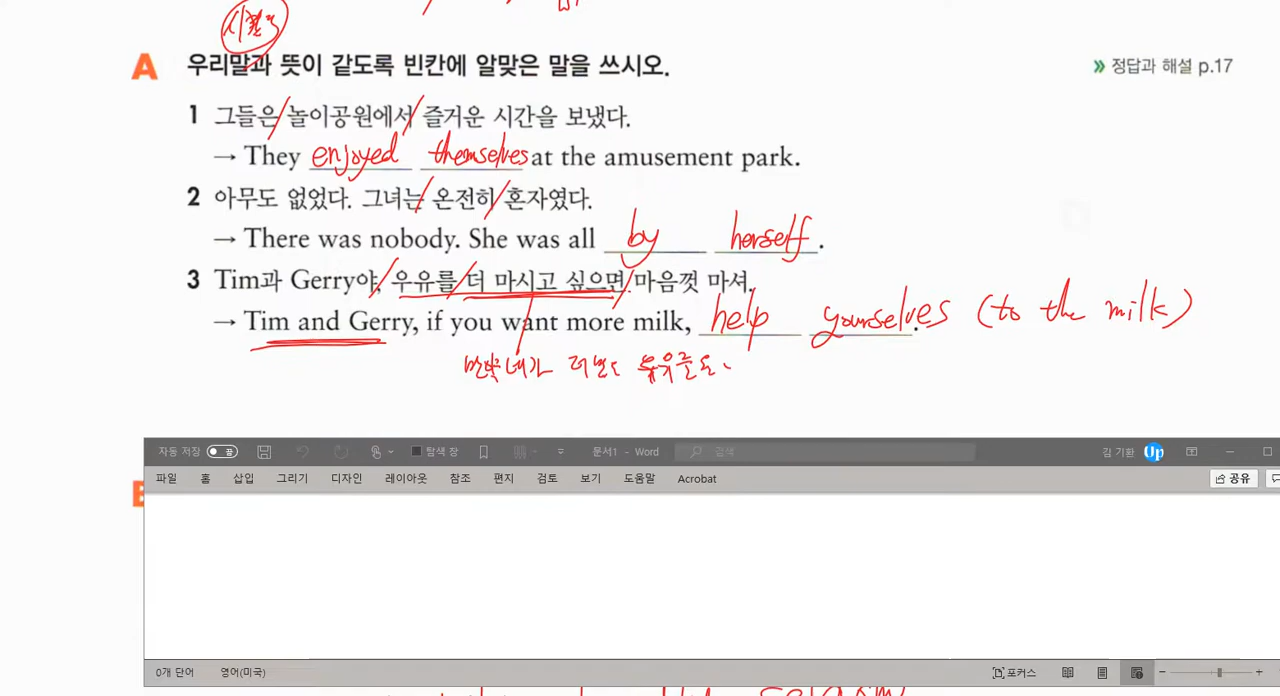 A 우리말과 뜻이 같도록 빈칸에 알맞은 말을 쓰시오.
» 정답과 해설 p.17
1 그들은 놀이공원에서 즐거운 시간을 보냈다.
→ They enjoyed themselves at the amusement park.
2 아무도 없었다. 그녀는 온전히 혼자였다.
→ There was nobody. She was all by herself.
3 Tim과 Gerry야, 우유를 더 마시고 싶으면 마음껏 마셔.
→ Tim and Gerry, if you want more milk, help yourselves. (to the milk)
자동 저장 끔 탐색 창 문서1 - Word 검색 김 기환 Up
파일 홈 삽입 그리기 디자인 레이아웃 참조 편지 검토 보기 도움말 Acrobat 공유
0개 단어 영어(미국) 포커스